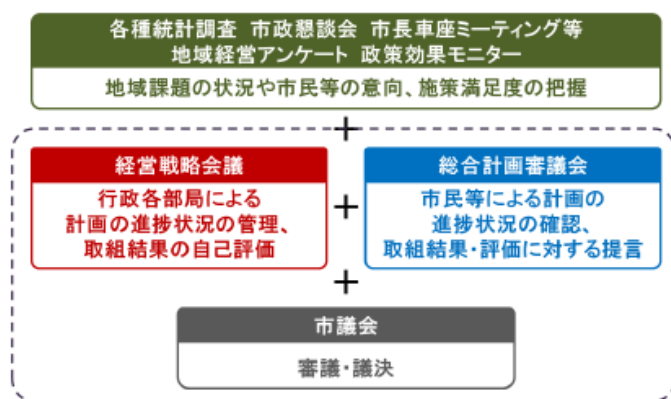 各種統計調査 市政懇談会 市長車座ミーティング等
地域経営アンケート 政策効果モニター
地域課題の状況や市民等の意向、施策満足度の把握
+
経営戦略会議
行政各部局による
計画の進捗状況の管理、
取組結果の自己評価
+
総合計画審議会
市民等による計画の
進捗状況の確認、
取組結果・評価に対する提言
+
市議会
審議・議決